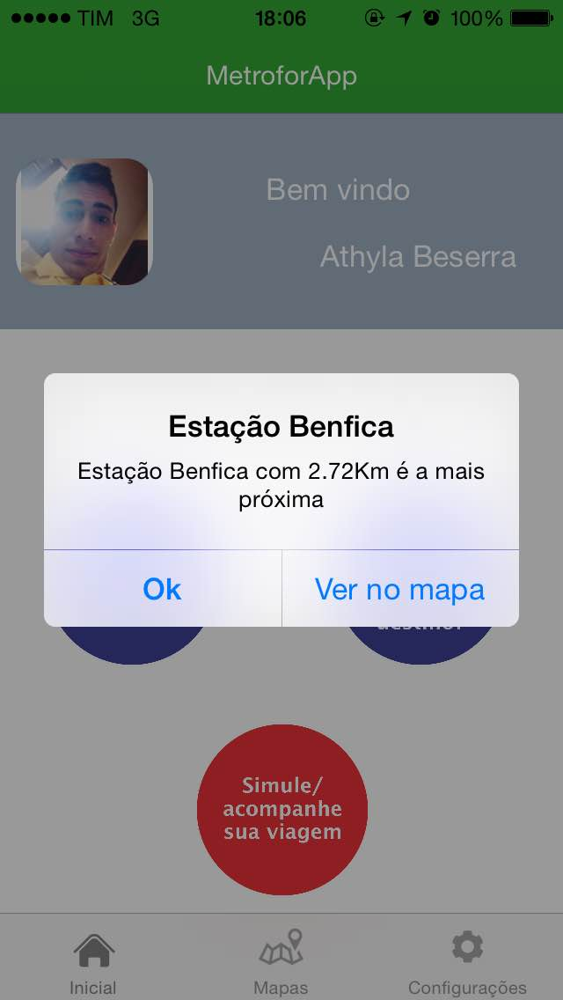 TIM 3G 18:06 100%
MetroforApp
Bem vindo
Athyla Beserra
Estação Benfica
Estação Benfica com 2.72Km é a mais
próxima
Ok Ver no mapa
Simule/
acompanhe
sua viagem
Inicial Mapas Configurações